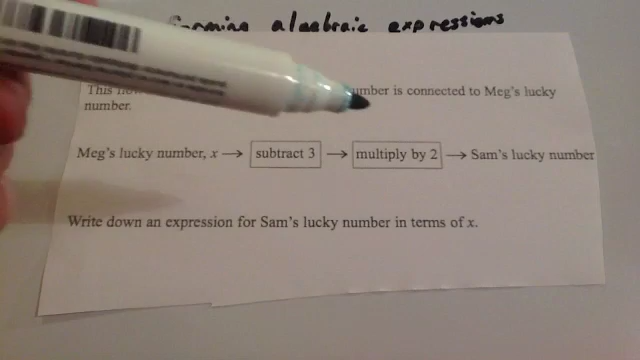 forming algebraic expressions
This umber is connected to Meg's lucky
number.
Meg's lucky number, x → subtract 3 → multiply by 2 → Sam's lucky number
Write down an expression for Sam's lucky number in terms of x.